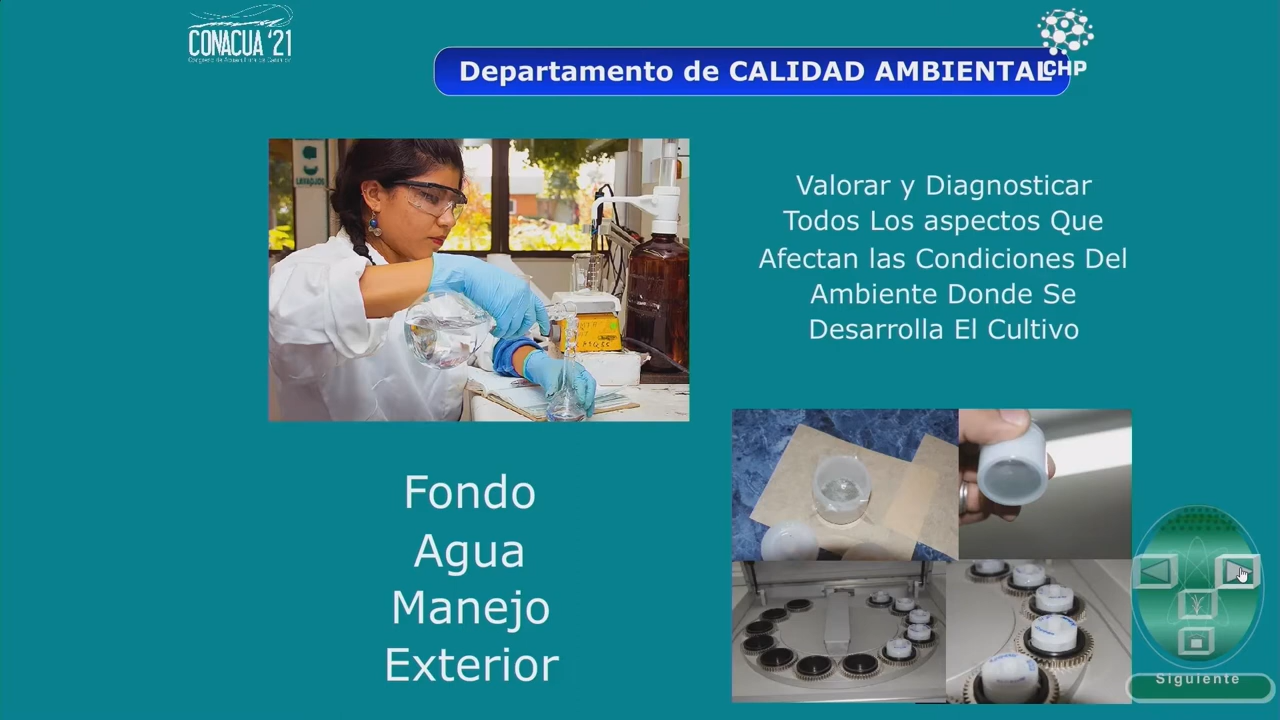 CONACUA '21
CHP
Departamento de CALIDAD AMBIENTAL
LAVAOJOS
Valorar y Diagnosticar
Todos Los aspectos Que
Afectan las Condiciones Del
Ambiente Donde Se
Desarrolla El Cultivo
Fondo
Agua
Manejo
Exterior
Siguiente